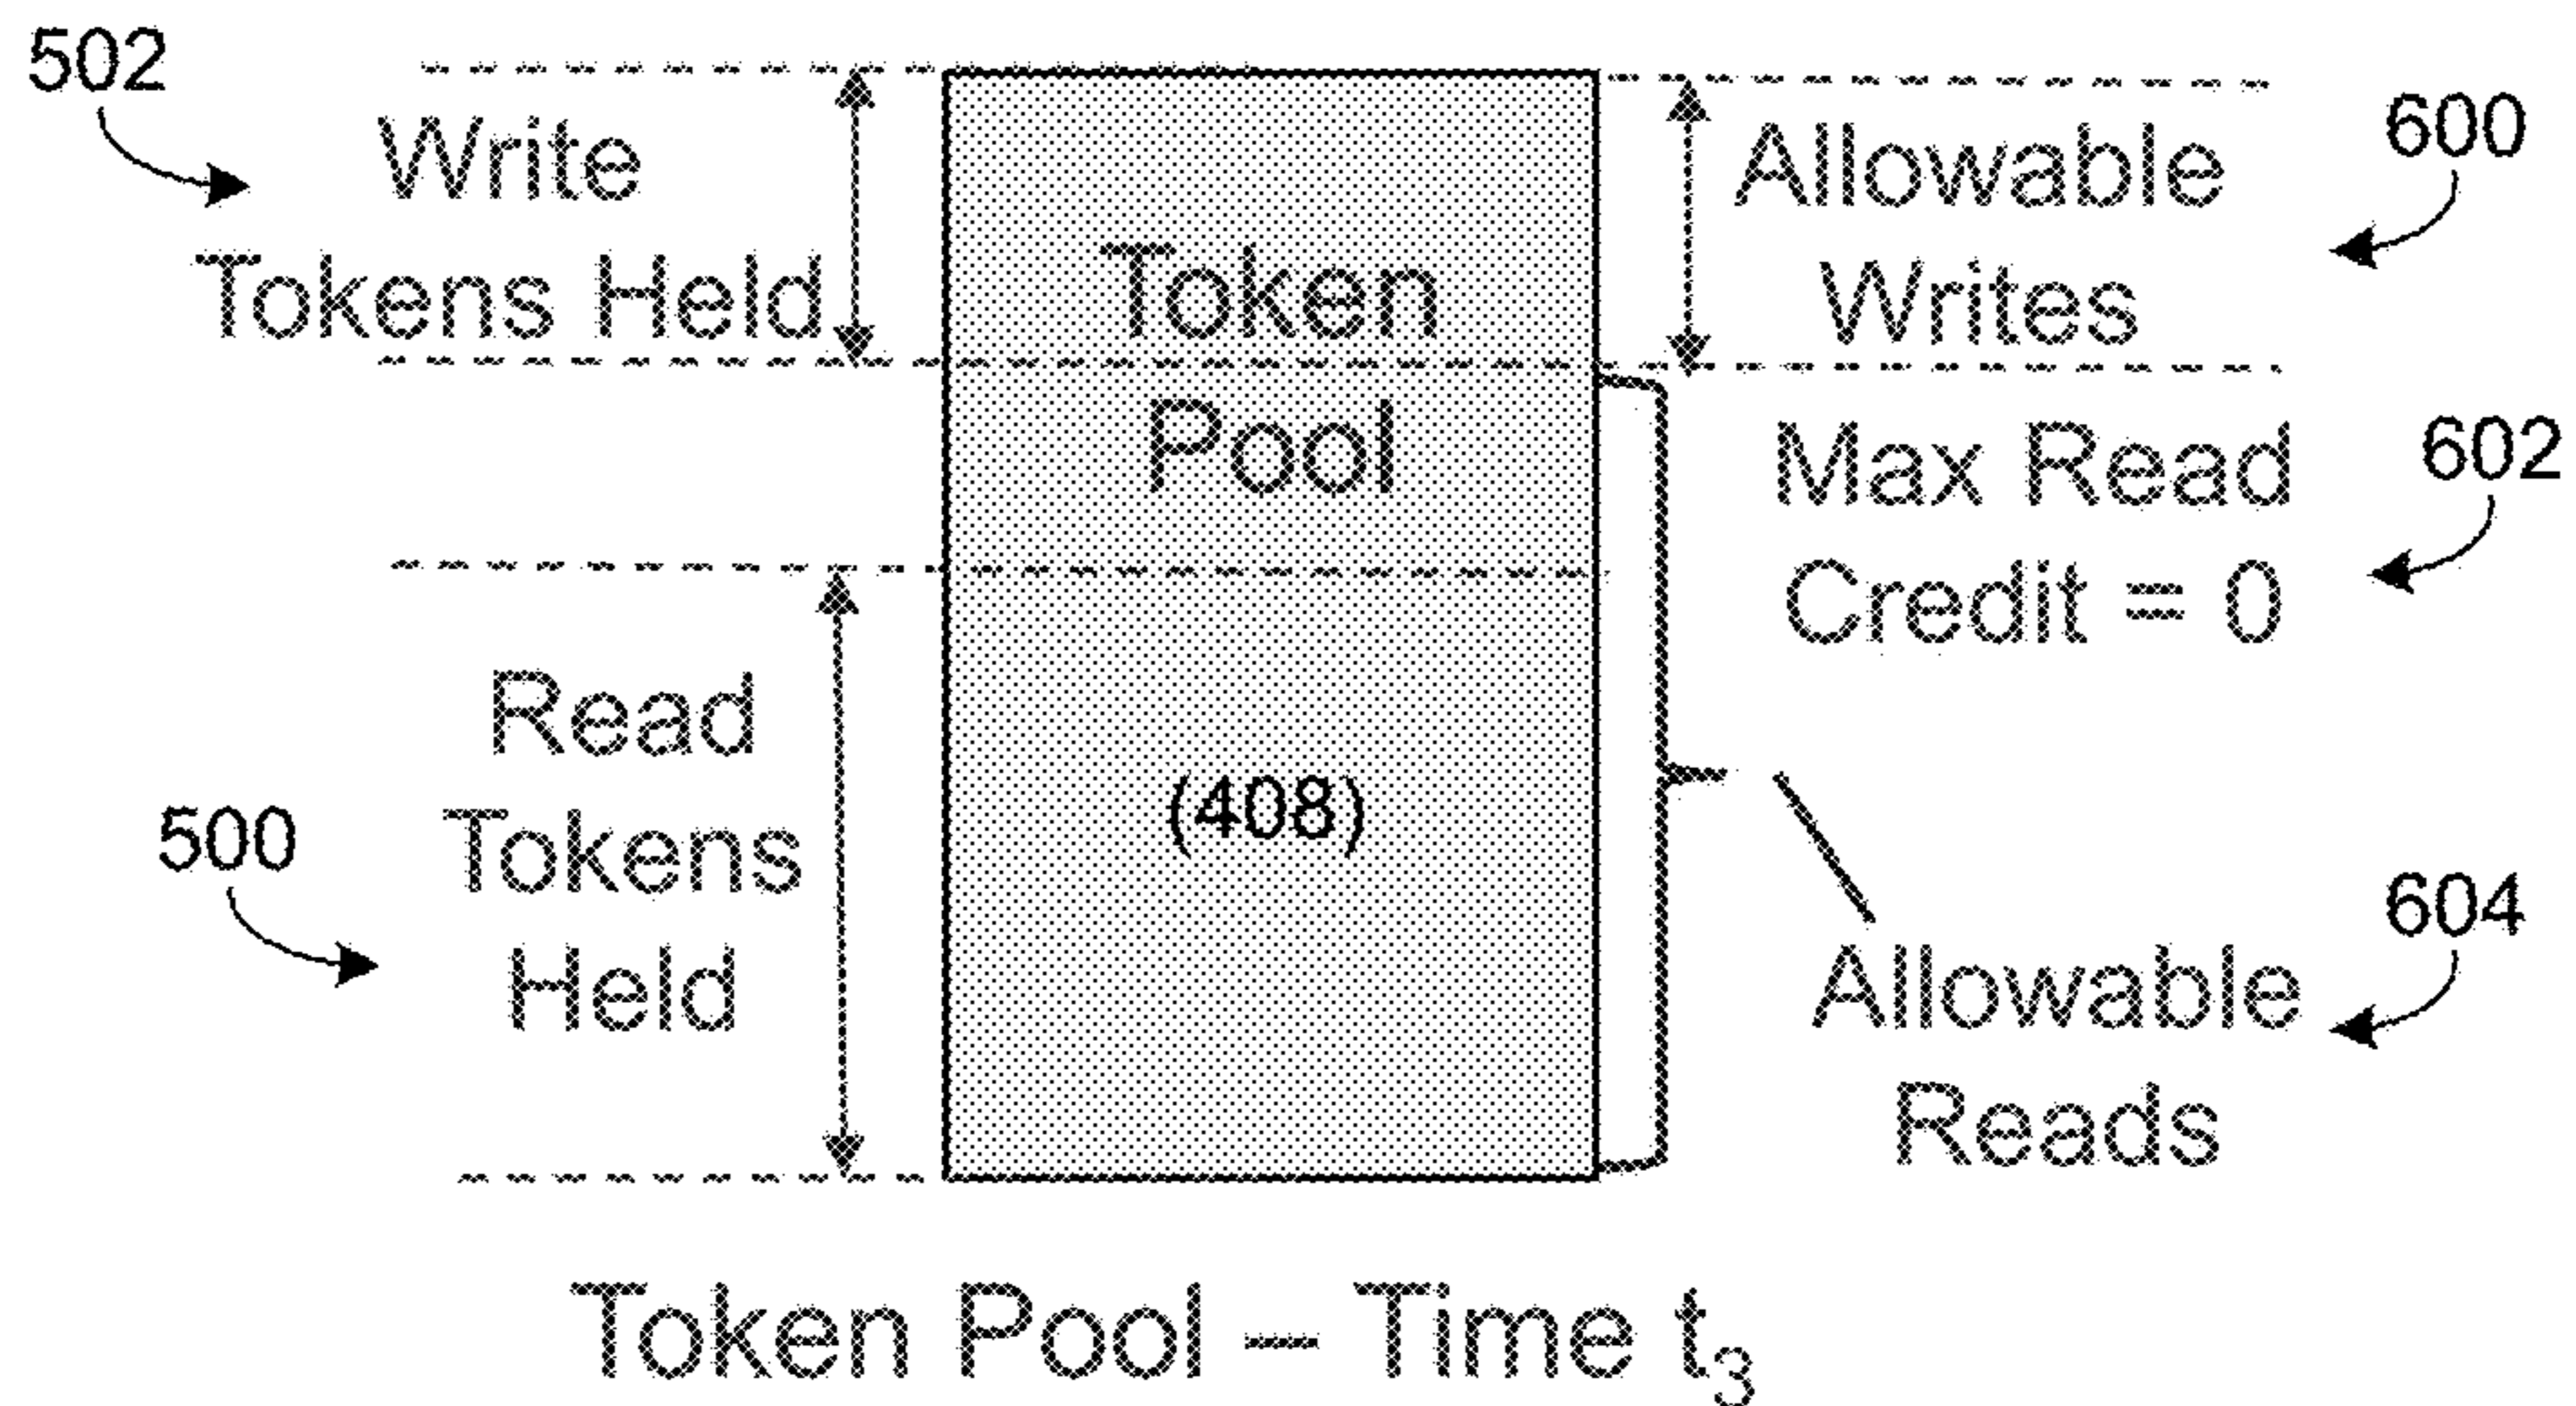 502
Write
Tokens Held
Token
Pool
(408)
Read
Tokens
Held
500
Allowable
Writes
600
Max Read
Credit = 0
602
Allowable
Reads
604
Token Pool – Time t₃